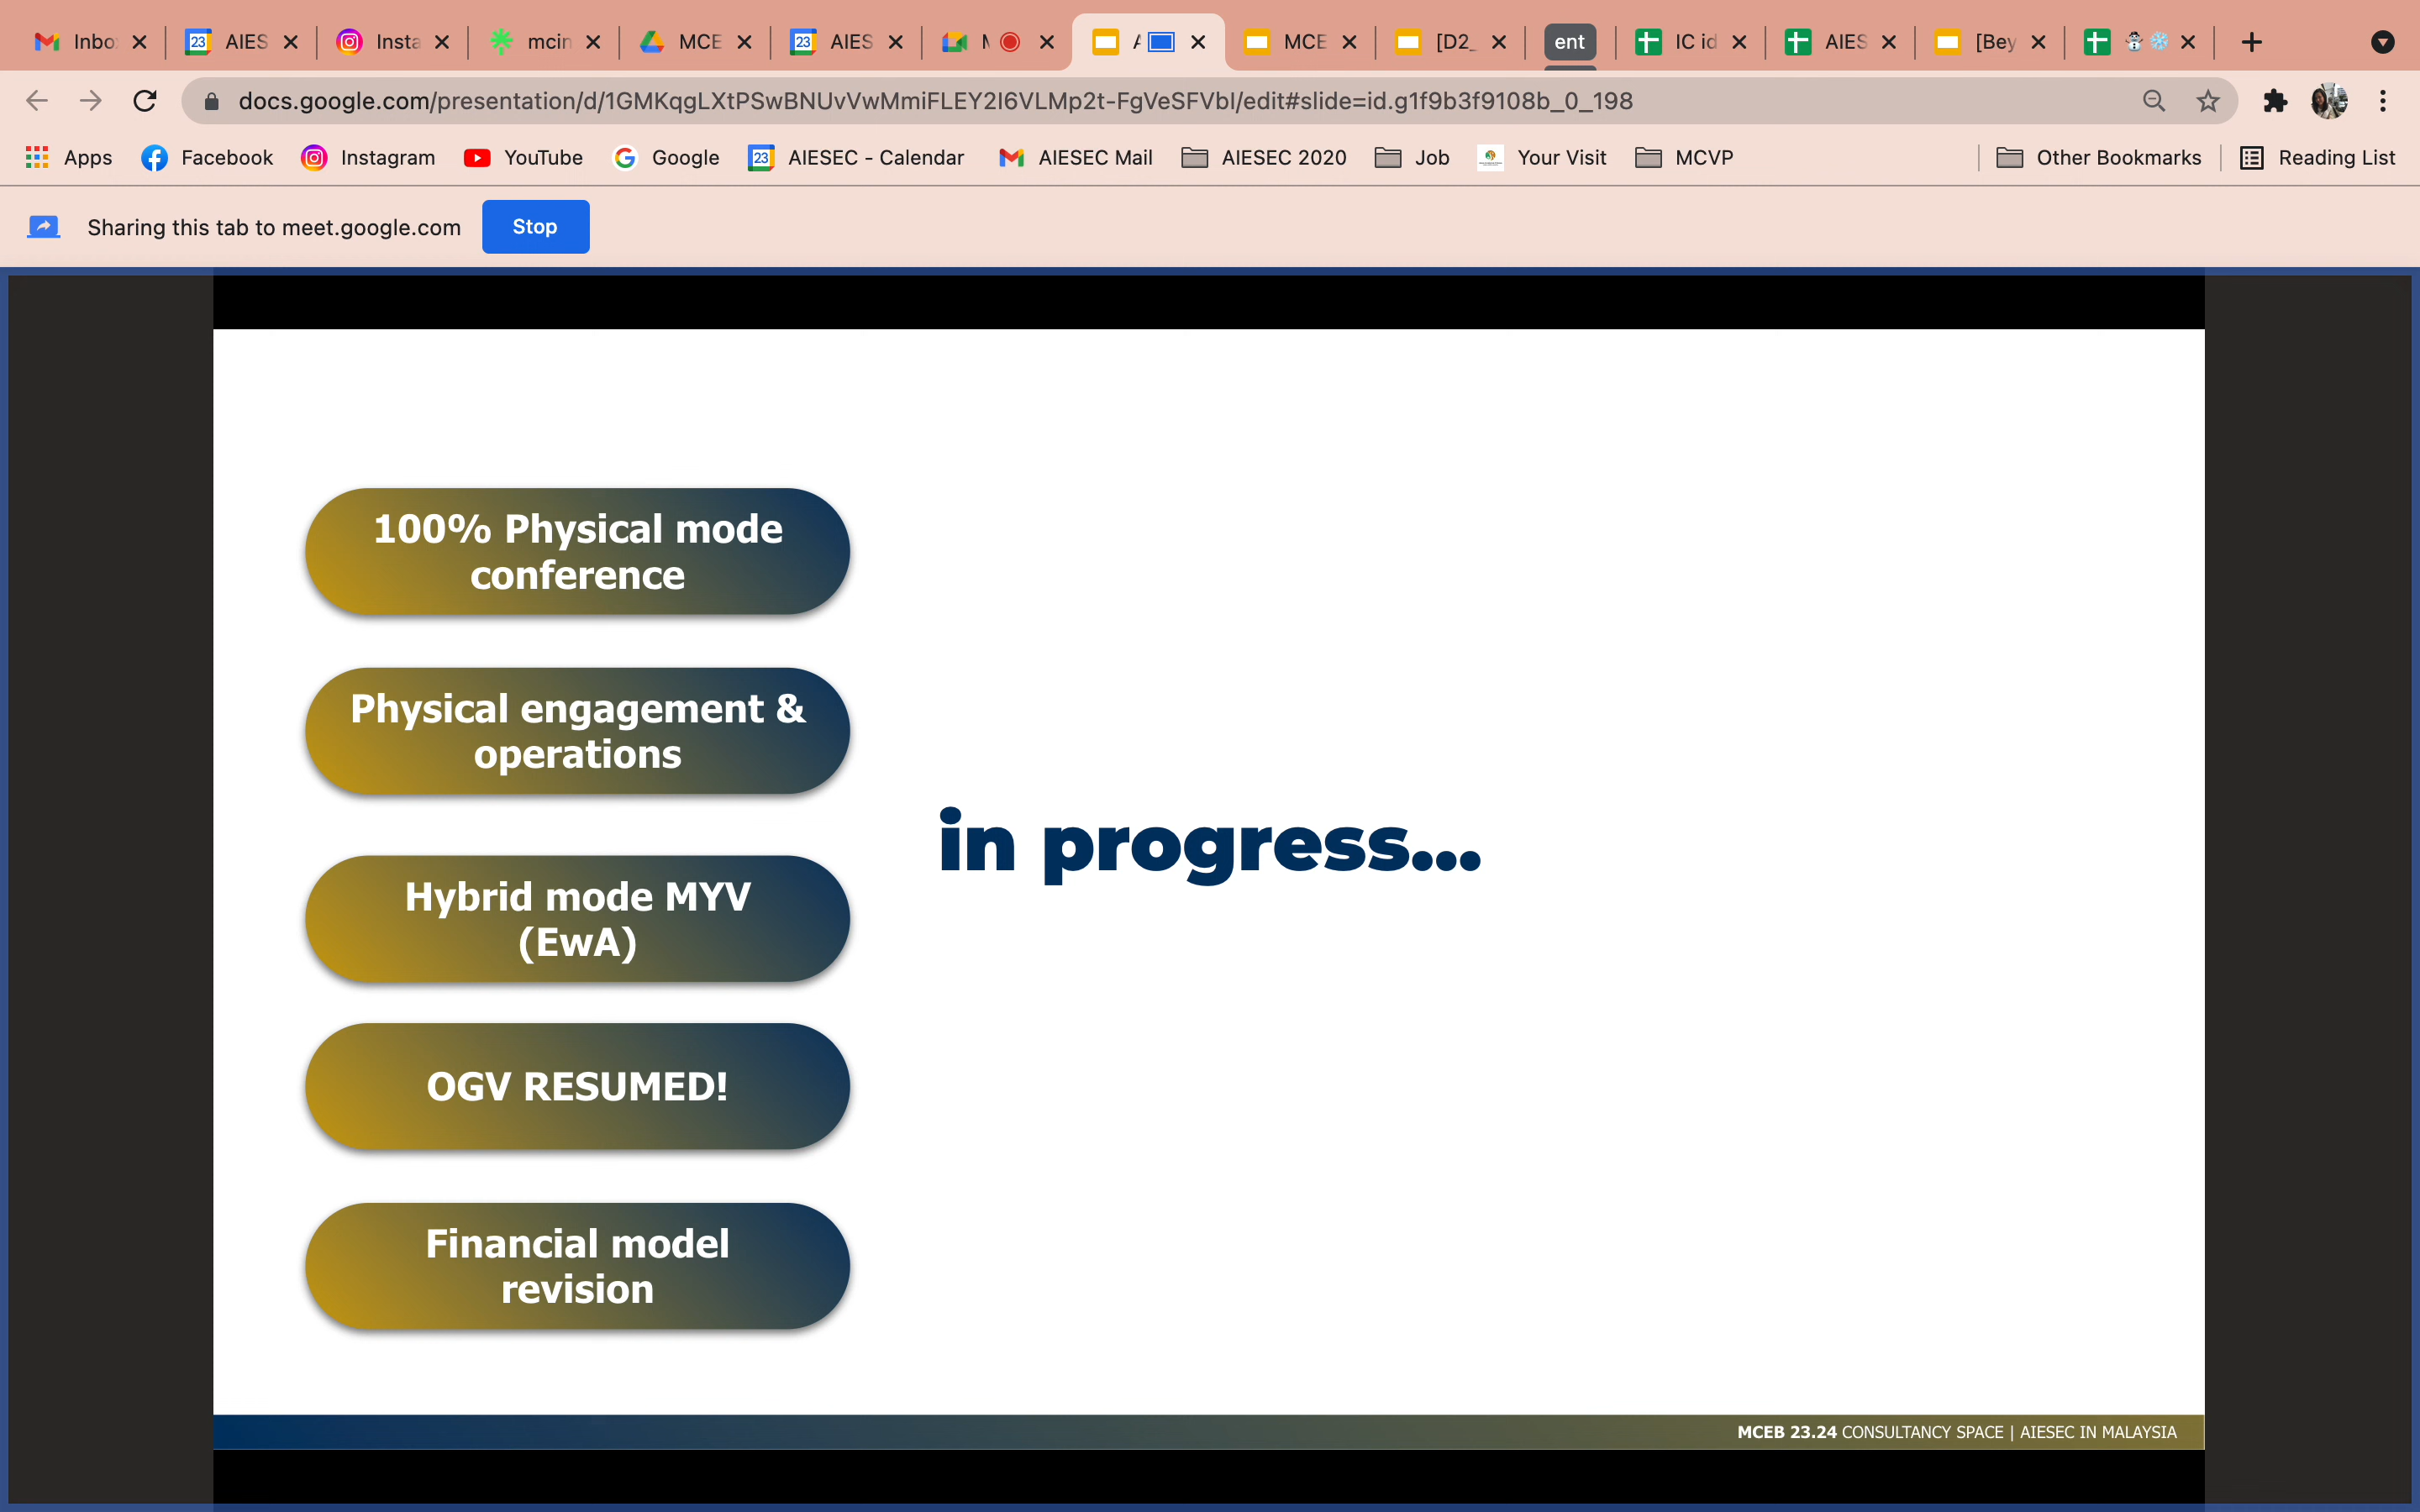 Inbo
AIES
Insta
mcin
MCE
AIES
MCE
[D2_
ent
IC id
AIES
[Bey
docs.google.com/presentation/d/1GMKqgLXtPSwBNUvVwMmiFLEY2I6VLMp2t-FgVeSFVbI/edit#slide=id.g1f9b3f9108b_0_198
Apps
Facebook
Instagram
YouTube
Google
AIESEC - Calendar
AIESEC Mail
AIESEC 2020
Job
Your Visit
MCVP
Other Bookmarks
Reading List
Sharing this tab to meet.google.com
Stop
100% Physical mode
conference
Physical engagement &
operations
Hybrid mode MYV
(EwA)
OGV RESUMED!
Financial model
revision
in progress...
MCEB 23.24 CONSULTANCY SPACE | AIESEC IN MALAYSIA